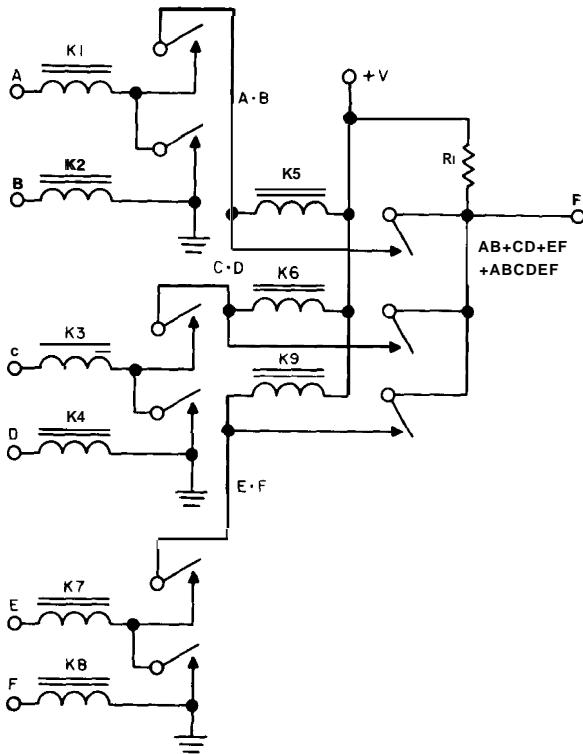 K1
A
A·B
+V
K2
B
K5
R1
F
AB+CD+EF
+ABCDEF
C·D
K6
K3
C
K9
K4
D
E·F
K7
E
K8
F